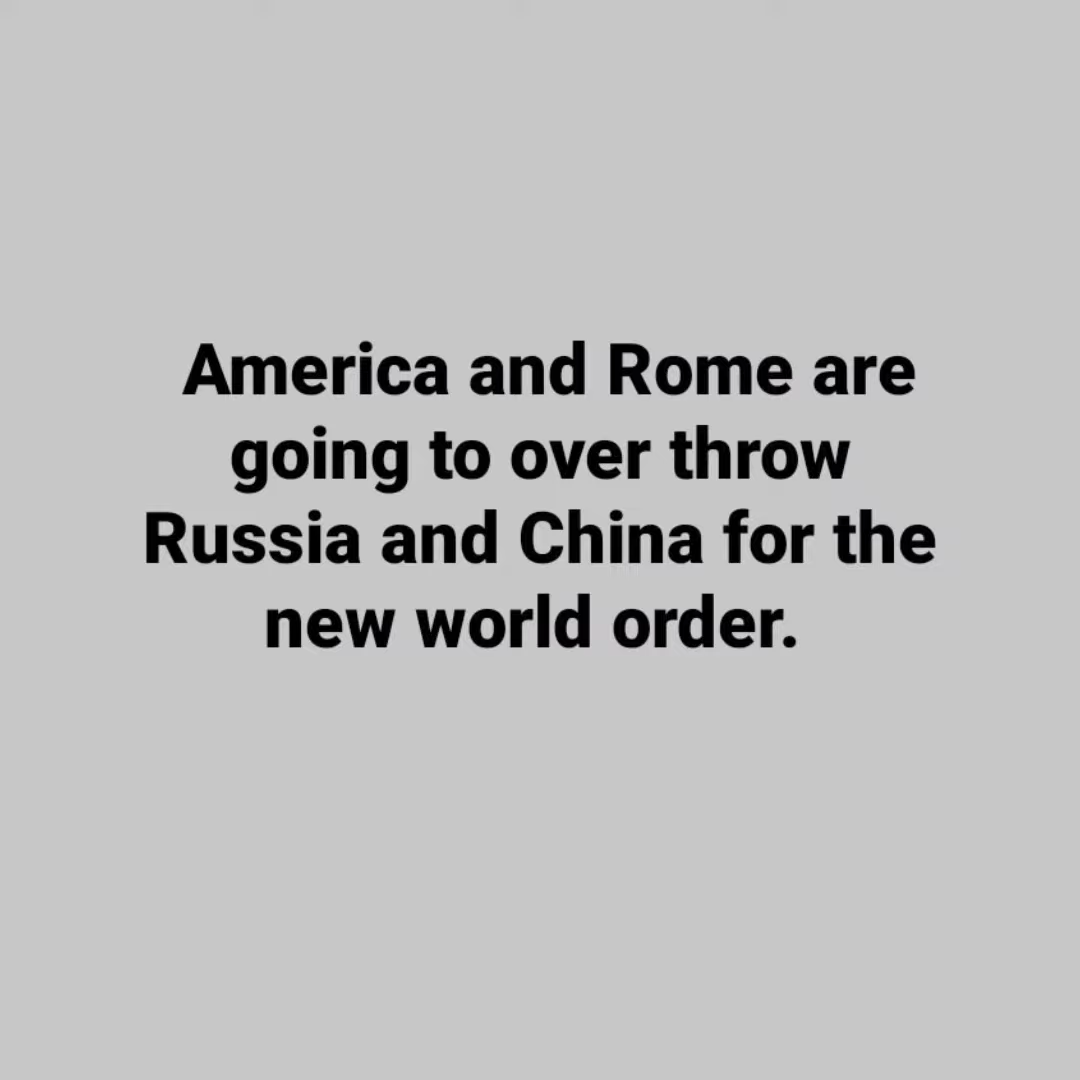 America and Rome are
going to over throw
Russia and China for the
new world order.